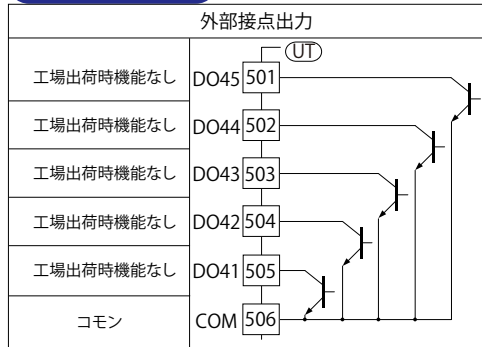 外部接点出力
UT
工場出荷時機能なし DO45 501
工場出荷時機能なし DO44 502
工場出荷時機能なし DO43 503
工場出荷時機能なし DO42 504
工場出荷時機能なし DO41 505
コモン COM 506